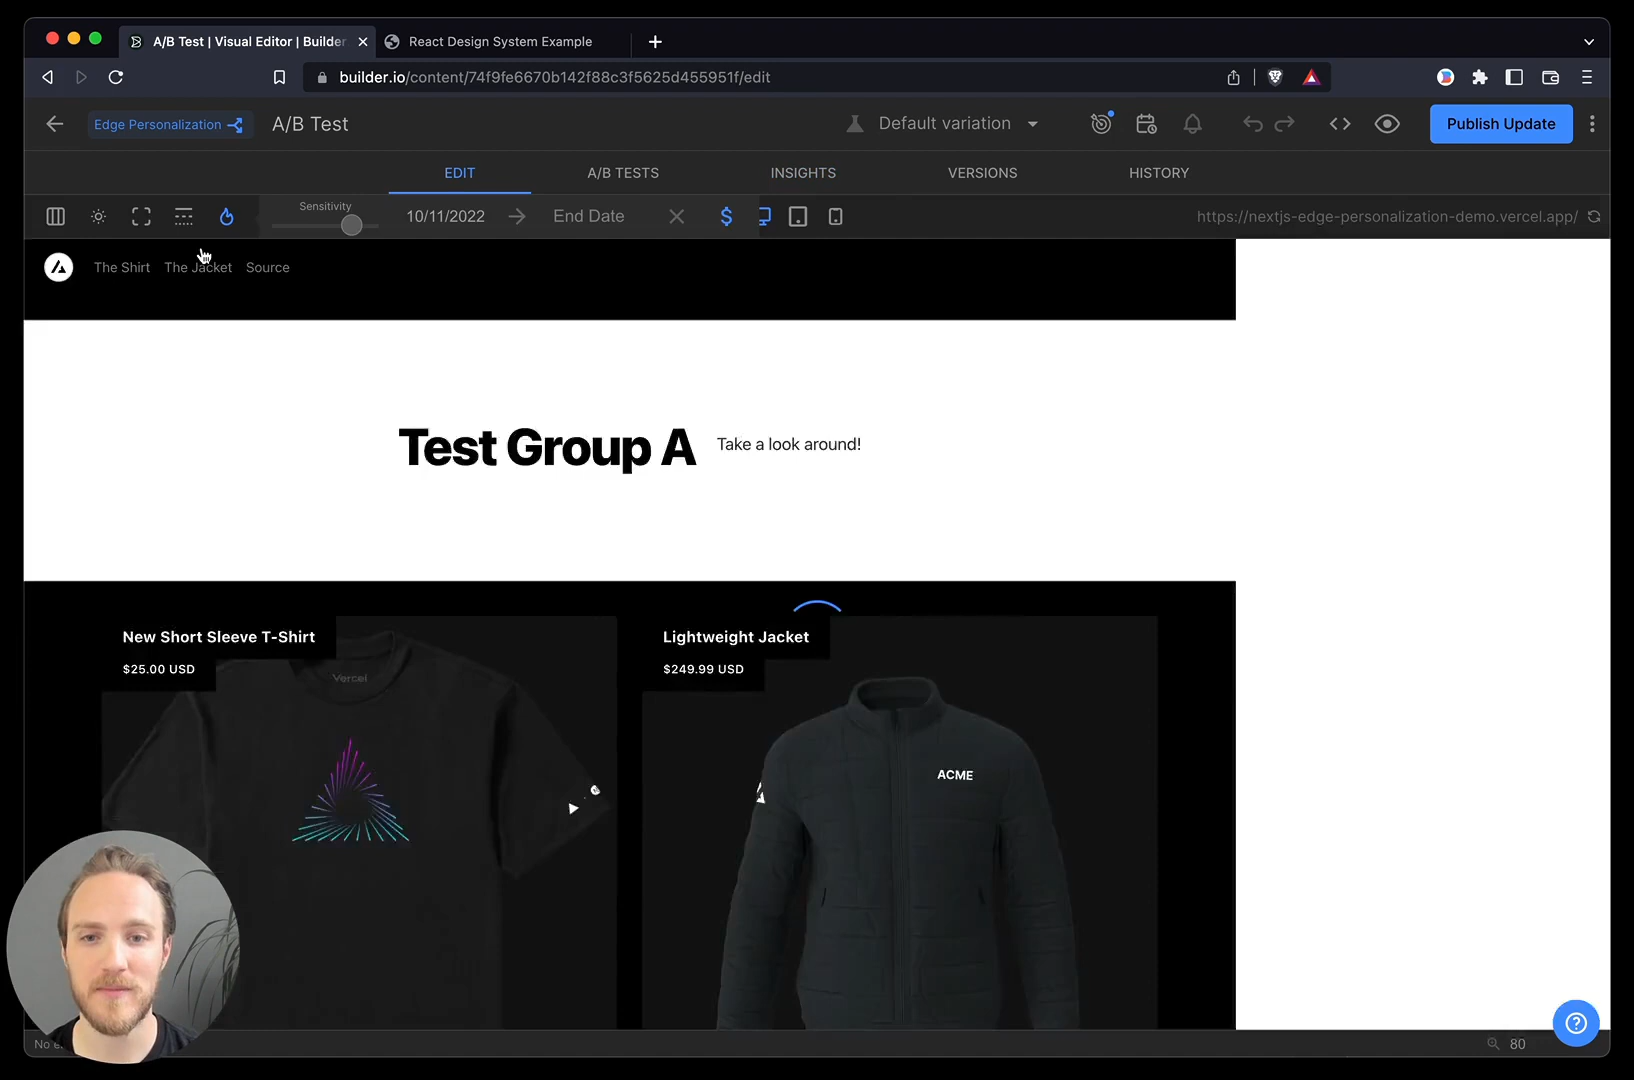 A/B Test | Visual Editor | Builder
React Design System Example
builder.io/content/74f9fe6670b142f88c3f5625d455951f/edit
Edge Personalization
A/B Test
Default variation
Publish Update
EDIT
A/B TESTS
INSIGHTS
VERSIONS
HISTORY
Sensitivity
10/11/2022
End Date
$
https://nextjs-edge-personalization-demo.vercel.app/
The Shirt
The Jacket
Source
Test Group A
Take a look around!
New Short Sleeve T-Shirt
$25.00 USD
Lightweight Jacket
$249.99 USD
Vercel
ACME
No
80